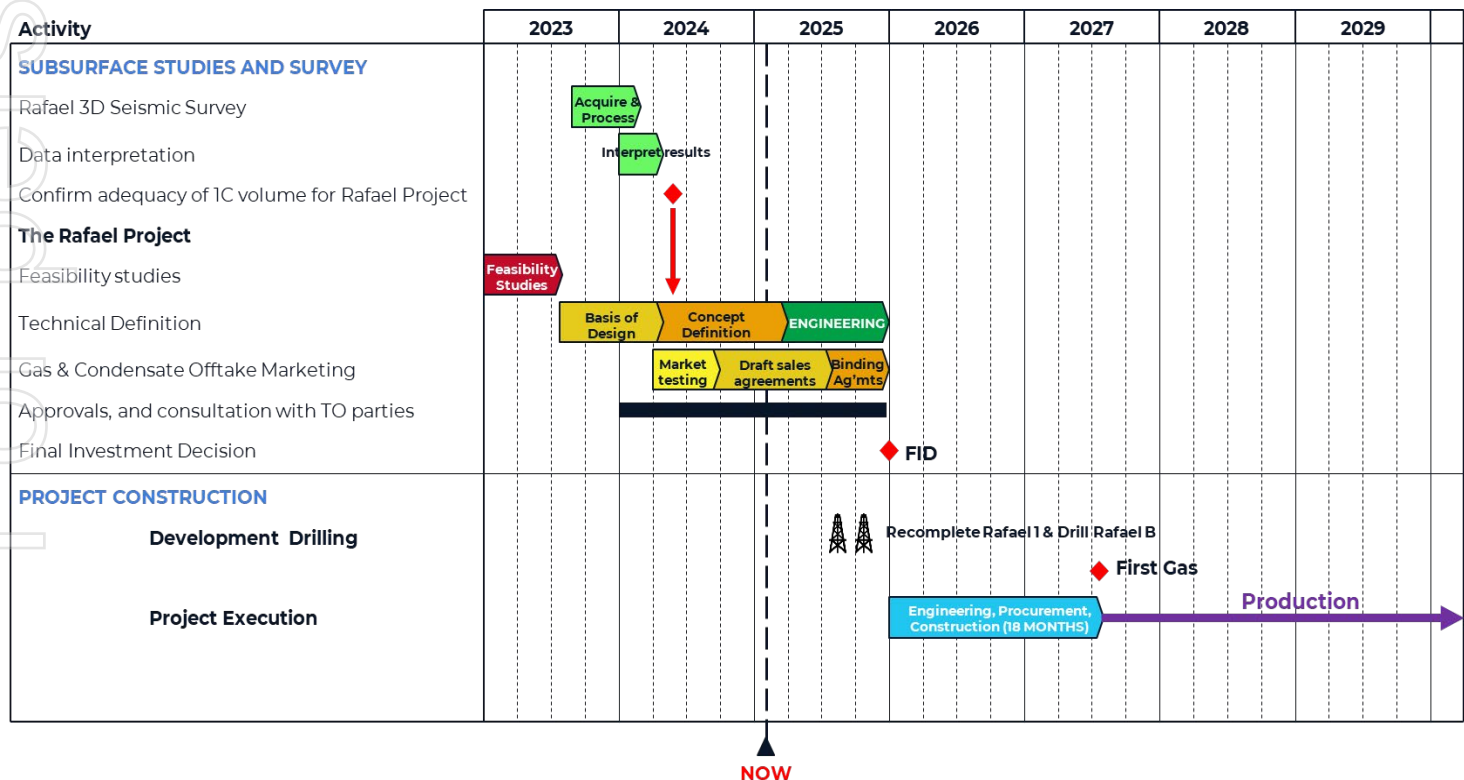 Activity
2023
2024
2025
2026
2027
2028
2029
SUBSURFACE STUDIES AND SURVEY
Rafael 3D Seismic Survey
Acquire &
Process
Data interpretation
Interpret results
Confirm adequacy of 1C volume for Rafael Project
The Rafael Project
Feasibility studies
Feasibility
Studies
Technical Definition
Basis of
Design
Concept
Definition
ENGINEERING
Gas & Condensate Offtake Marketing
Market
testing
Draft sales
agreements
Binding
Ag'mts
Approvals, and consultation with TO parties
Final Investment Decision
FID
PROJECT CONSTRUCTION
Development Drilling
Recomplete Rafael 1 & Drill Rafael B
First Gas
Project Execution
Engineering, Procurement,
Construction (18 MONTHS)
Production
NOW